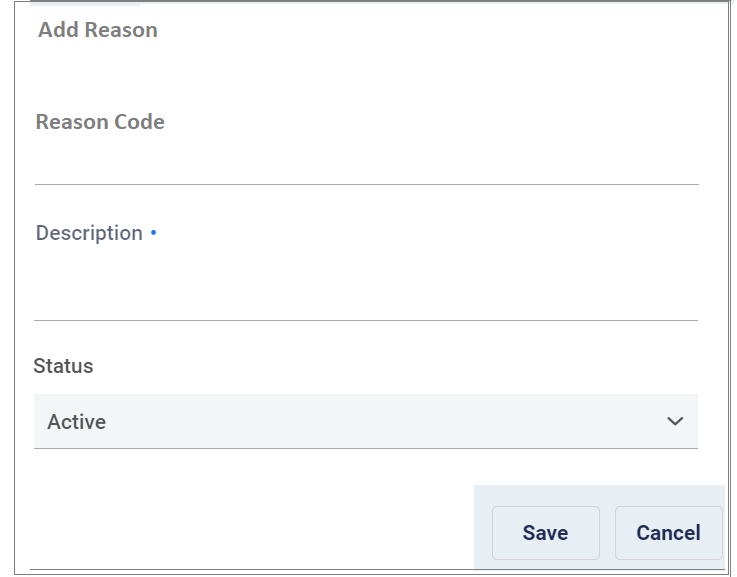 Add Reason
Reason Code
Description •
Status
Active
Save Cancel